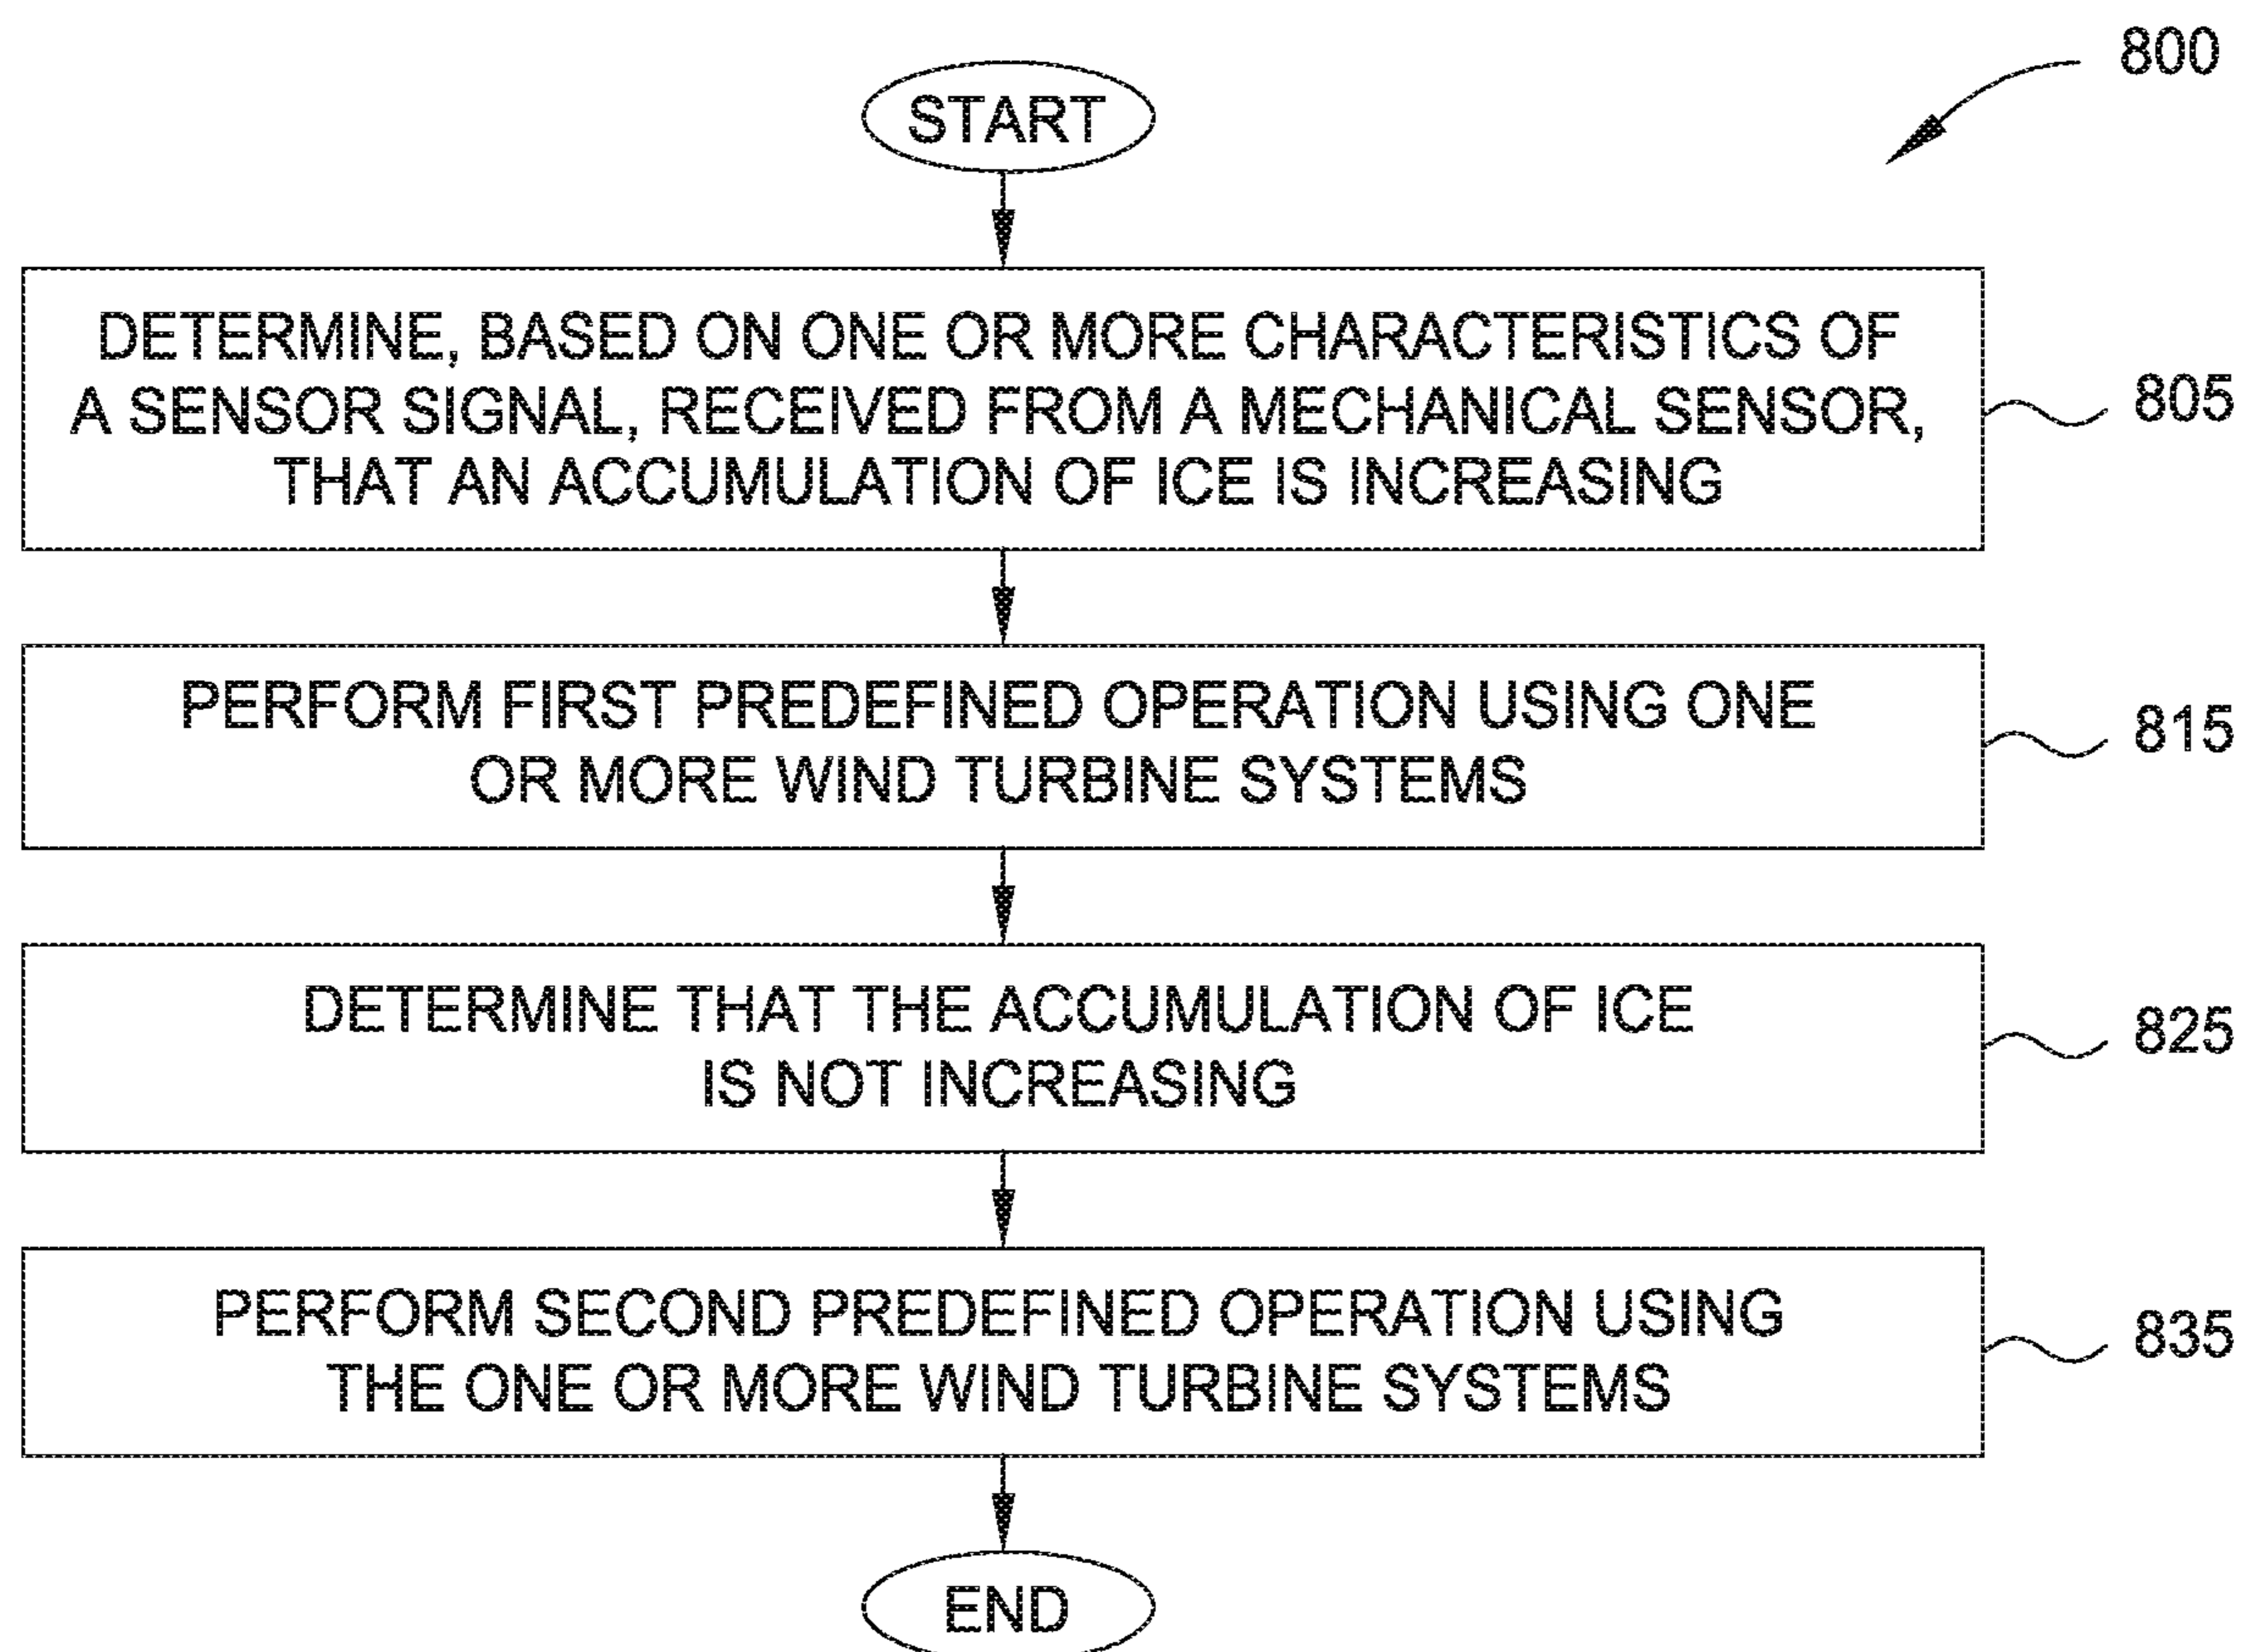 800
START
DETERMINE, BASED ON ONE OR MORE CHARACTERISTICS OF
A SENSOR SIGNAL, RECEIVED FROM A MECHANICAL SENSOR,
THAT AN ACCUMULATION OF ICE IS INCREASING
805
PERFORM FIRST PREDEFINED OPERATION USING ONE
OR MORE WIND TURBINE SYSTEMS
815
DETERMINE THAT THE ACCUMULATION OF ICE
IS NOT INCREASING
825
PERFORM SECOND PREDEFINED OPERATION USING
THE ONE OR MORE WIND TURBINE SYSTEMS
835
END